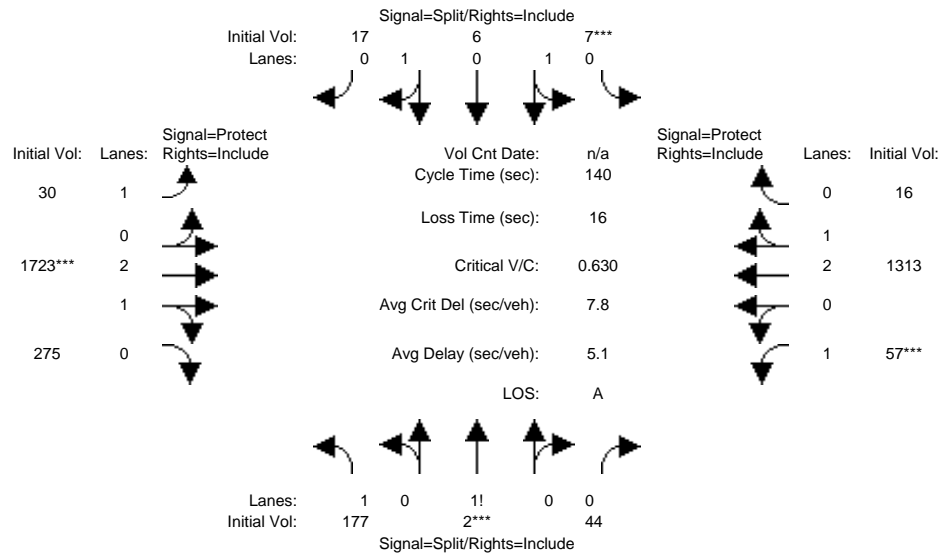 Signal=Split/Rights=Include
Initial Vol: 17 6 7***
Lanes: 0 1 0 1 0
Signal=Protect Signal=Protect
Initial Vol: Lanes: Rights=Include Vol Cnt Date: n/a Rights=Include Lanes: Initial Vol:
Cycle Time (sec): 140
30 1 0 16
Loss Time (sec): 16
0 1
1723*** 2 Critical V/C: 0.630 2 1313
1 Avg Crit Del (sec/veh): 7.8 0
275 0 Avg Delay (sec/veh): 5.1 1 57***
LOS: A
Lanes: 1 0 1! 0 0
Initial Vol: 177 2*** 44
Signal=Split/Rights=Include